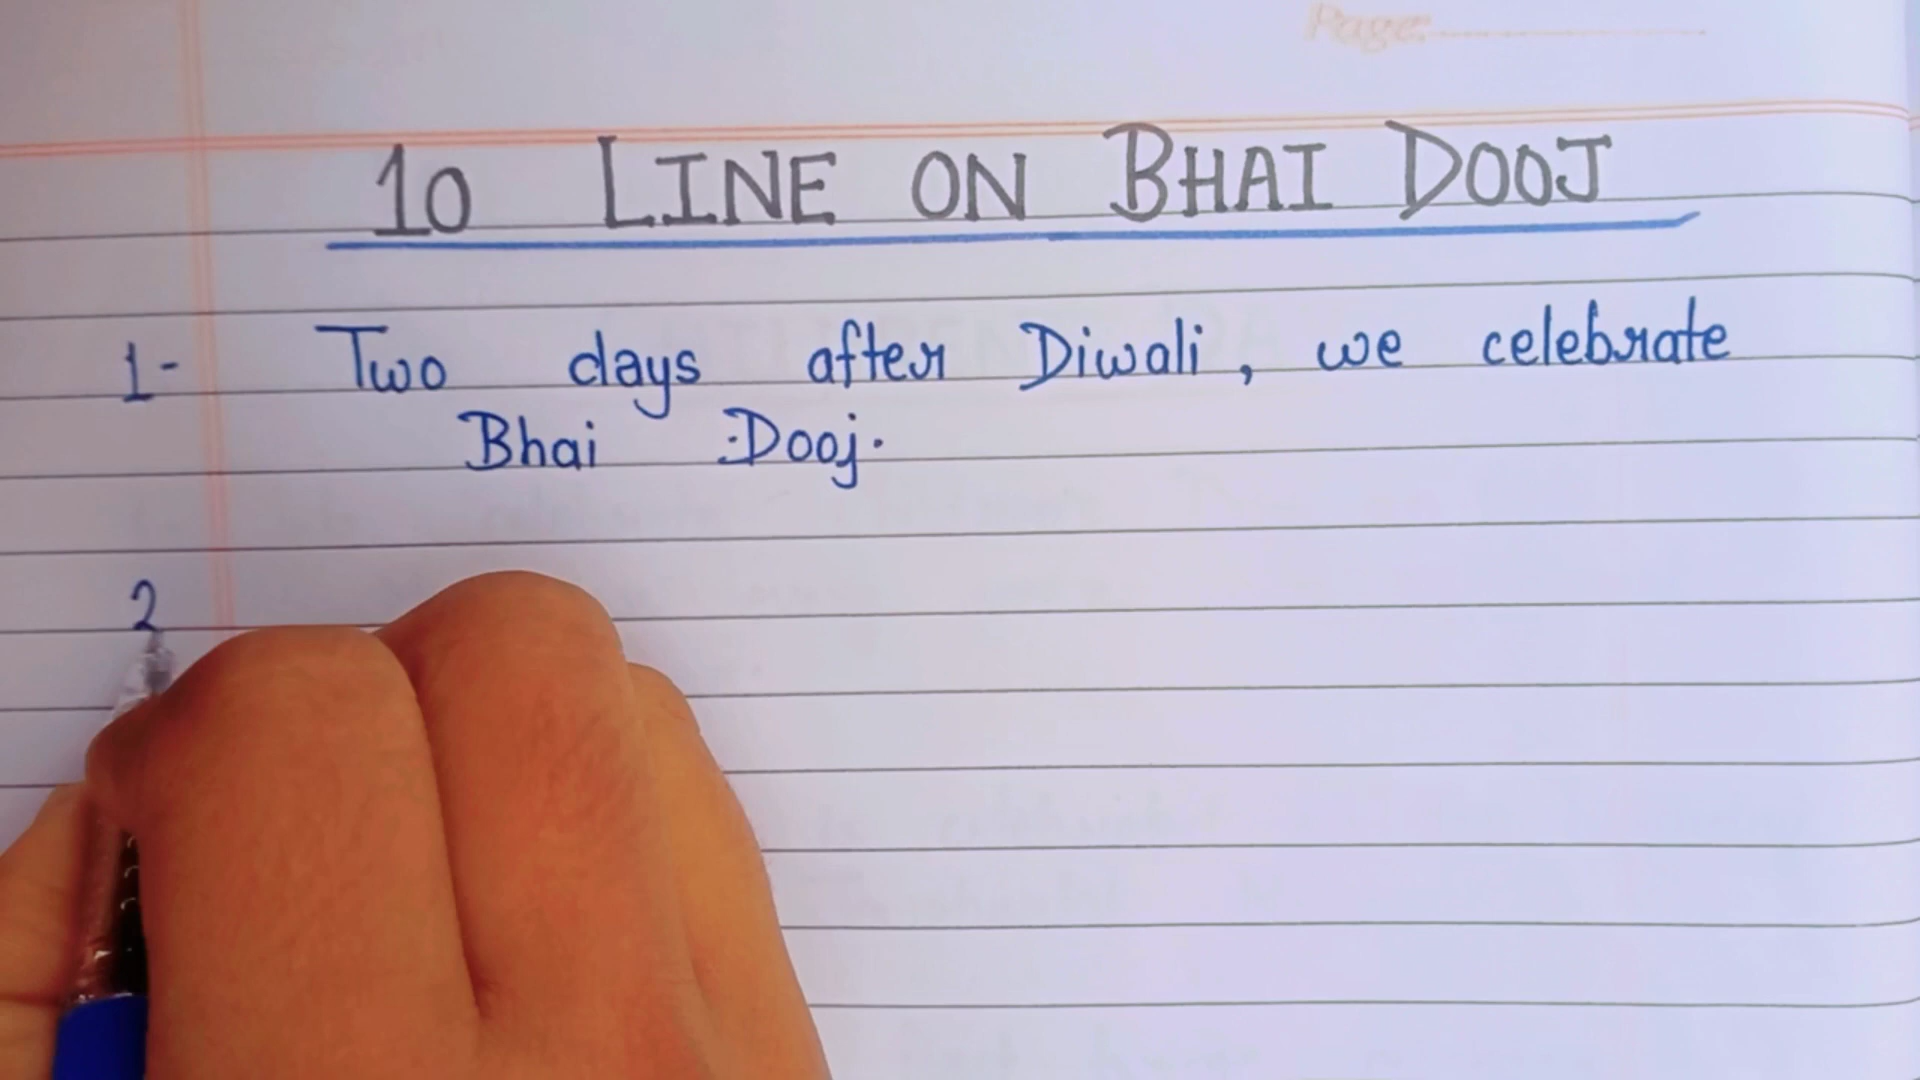 Page
10 LINE ON BHAI DOOJ
1- Two days after Diwali, we celebrate
Bhai Dooj.
2